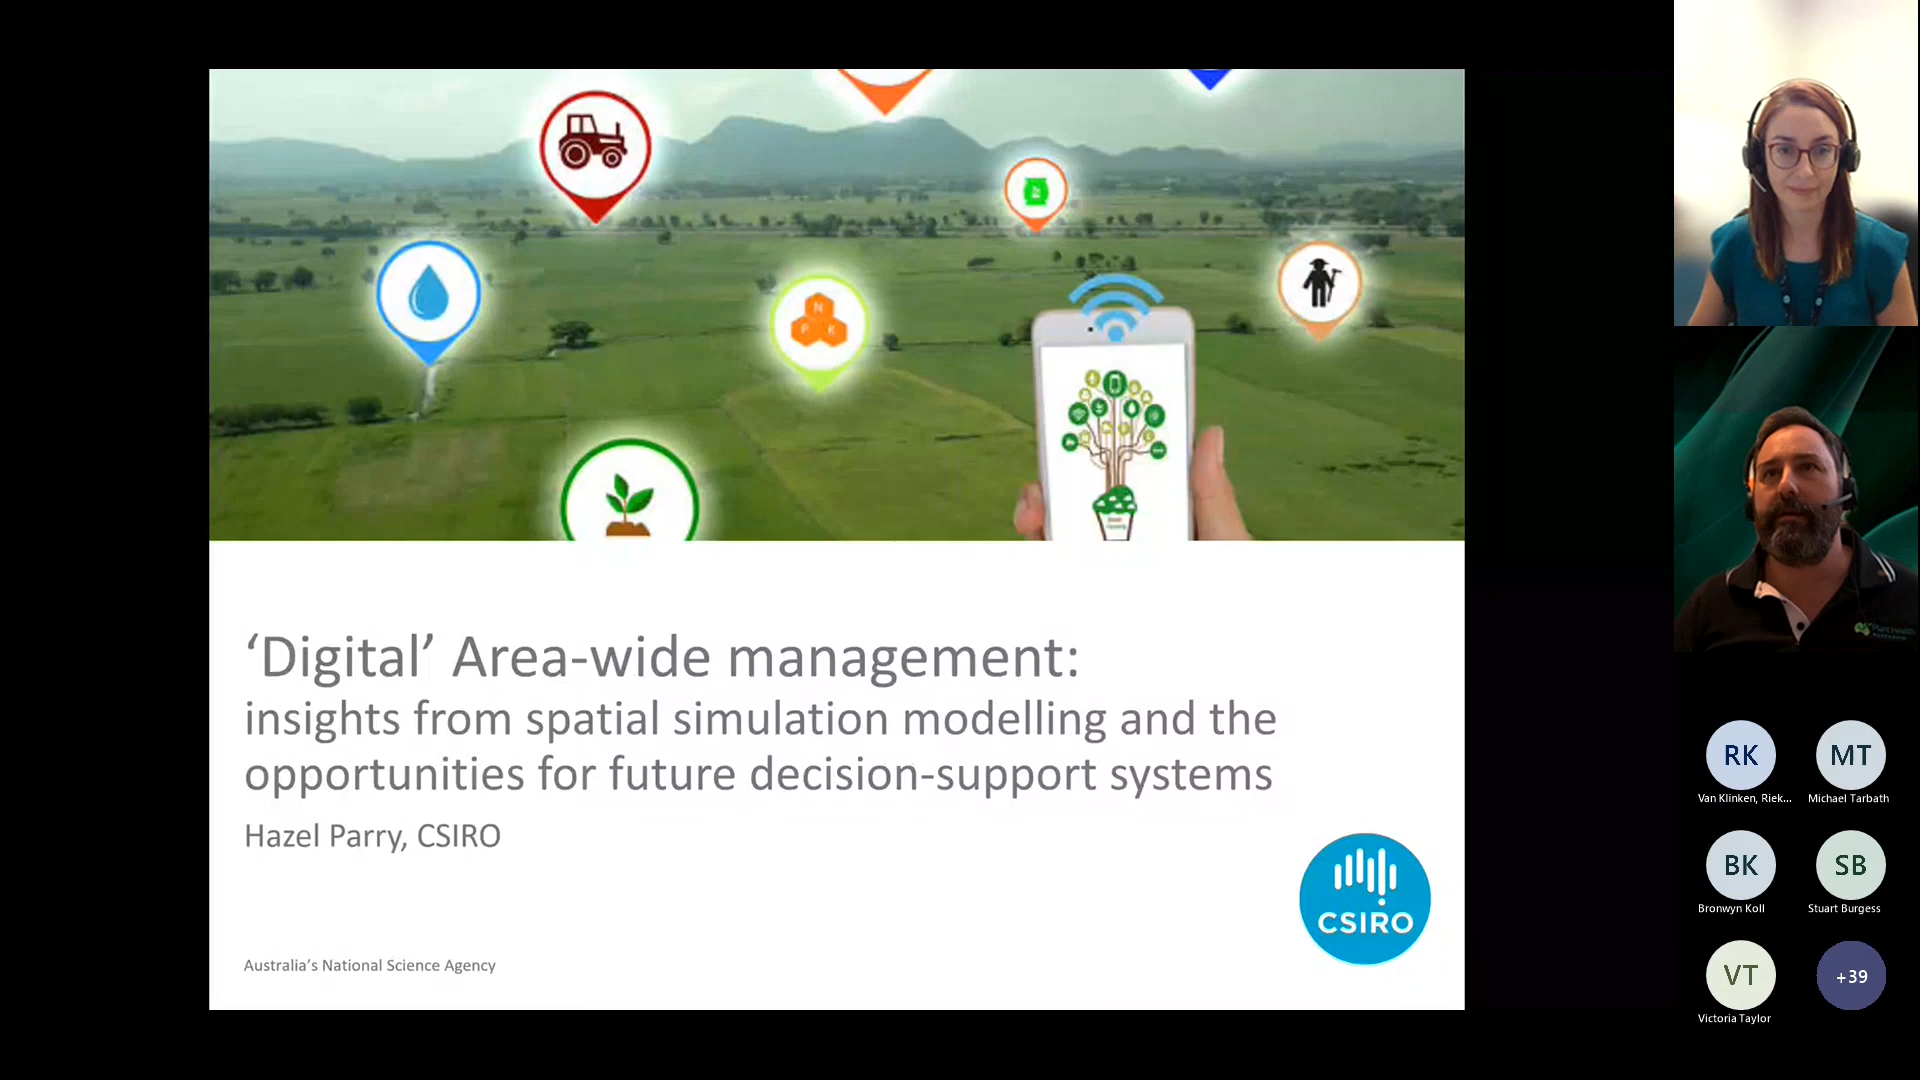 N
P
K
'Digital' Area-wide management:
insights from spatial simulation modelling and the
opportunities for future decision-support systems
Hazel Parry, CSIRO
CSIRO
Australia's National Science Agency
RK
Van Klinken, Riek...
MT
Michael Tarbath
BK
Bronwyn Koll
SB
Stuart Burgess
VT
Victoria Taylor
+39